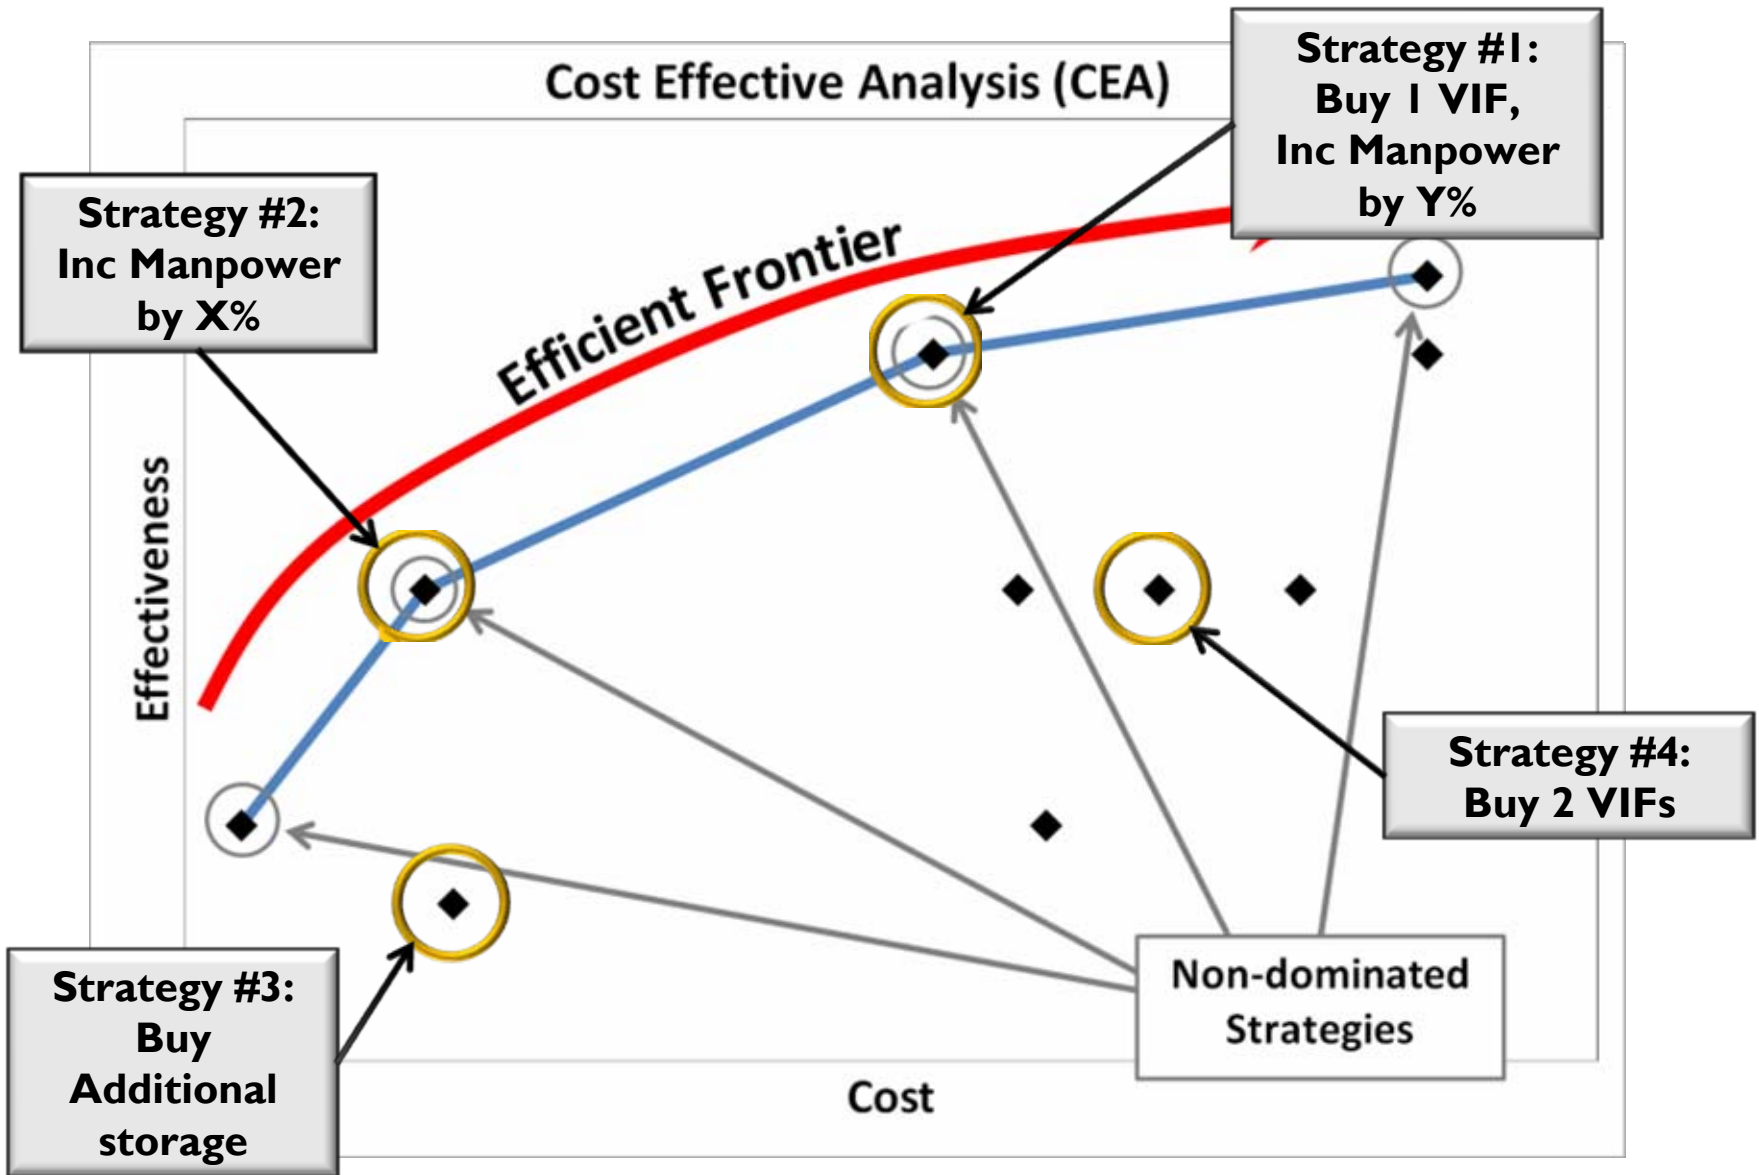 Cost Effective Analysis (CEA)
Strategy #1:
Buy 1 VIF,
Inc Manpower
by Y%
Strategy #2:
Inc Manpower
by X%
Efficient Frontier
Effectiveness
Strategy #4:
Buy 2 VIFs
Non-dominated
Strategies
Strategy #3:
Buy
Additional
storage
Cost